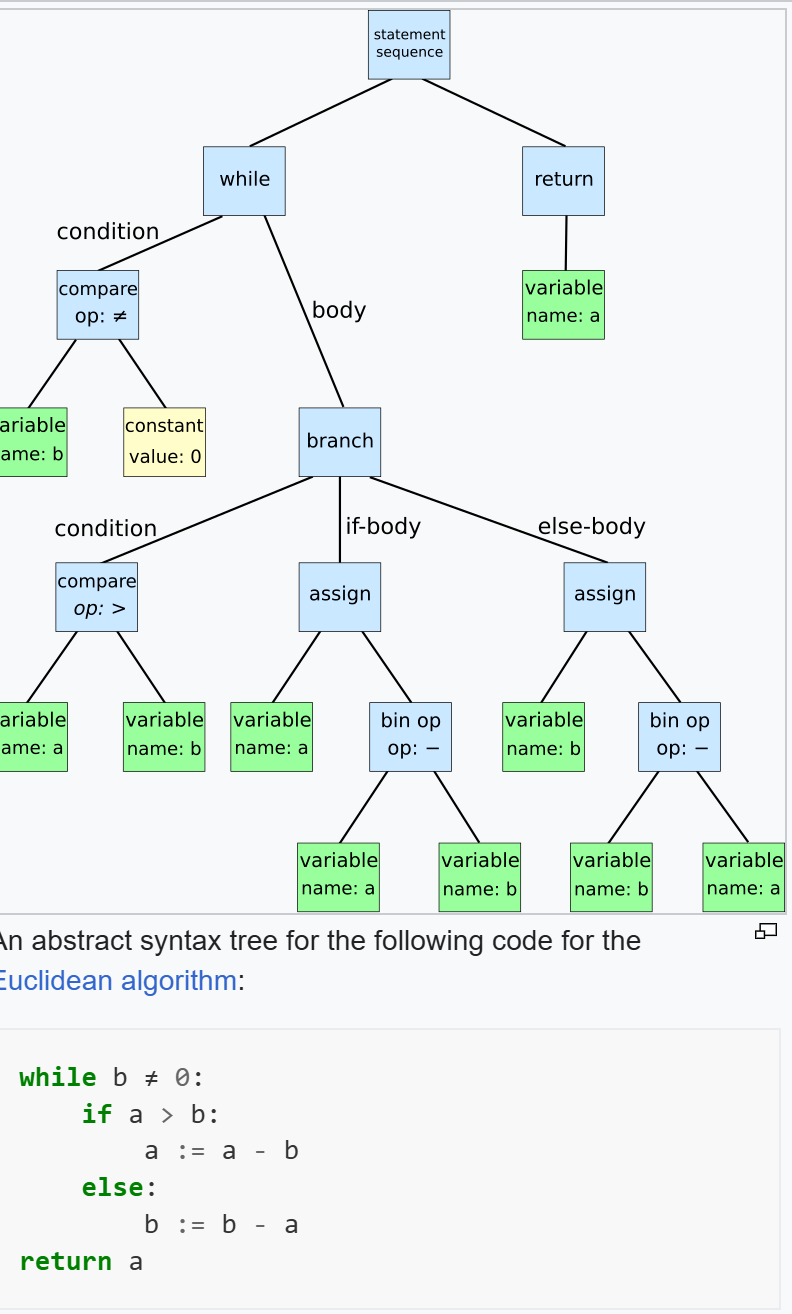 statement
sequence
while
return
condition
compare
op: ≠
body
variable
name: a
ariable
ame: b
constant
value: 0
branch
condition
if-body
else-body
compare
op: >
assign
assign
ariable
ame: a
variable
name: b
variable
name: a
bin op
op: −
variable
name: b
bin op
op: −
variable
name: a
variable
name: b
variable
name: b
variable
name: a
An abstract syntax tree for the following code for the
Euclidean algorithm:
while b ≠ 0:
    if a > b:
        a := a - b
    else:
        b := b - a
return a